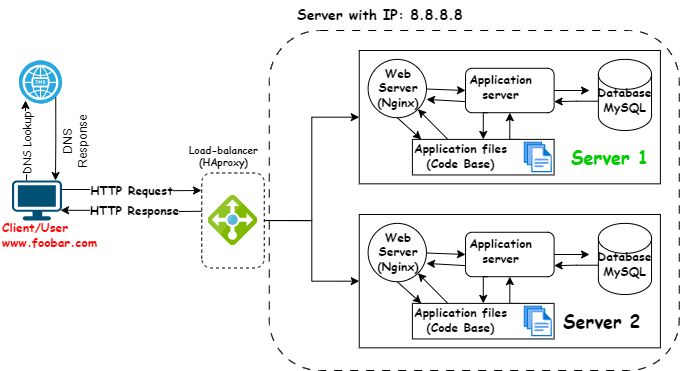 Server with IP: 8.8.8.8
DNS
DNS Lookup
DNS
Response
Client/User
www.foobar.com
HTTP Request
HTTP Response
Load-balancer
(HAproxy)
Web
Server
(Nginx)
Application
server
Database
MySQL
Application files
(Code Base)
Server 1
Web
Server
(Nginx)
Application
server
Database
MySQL
Application files
(Code Base)
Server 2